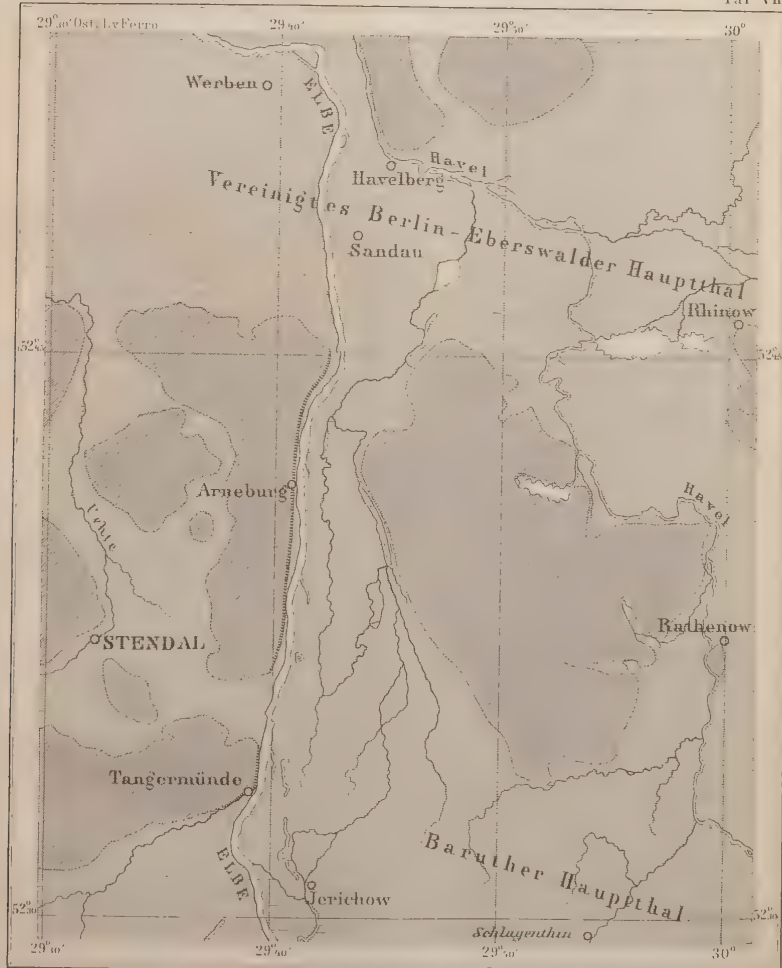 29°30' Ost. L.v Ferro
29°40'
29°50'
30°
Werben
ELBE
Havelberg
Havel
Vereinigtes Berlin-Eberswalder Hauptthal
Sandau
Rhinow
52°45'
52°45'
Arneburg
Uchte
Havel
STENDAL
Rathenow
Tangermünde
ELBE
Baruther Hauptthal
Jerichow
52°30'
52°30'
Schlagenthin
29°30'
29°40'
29°50'
30°